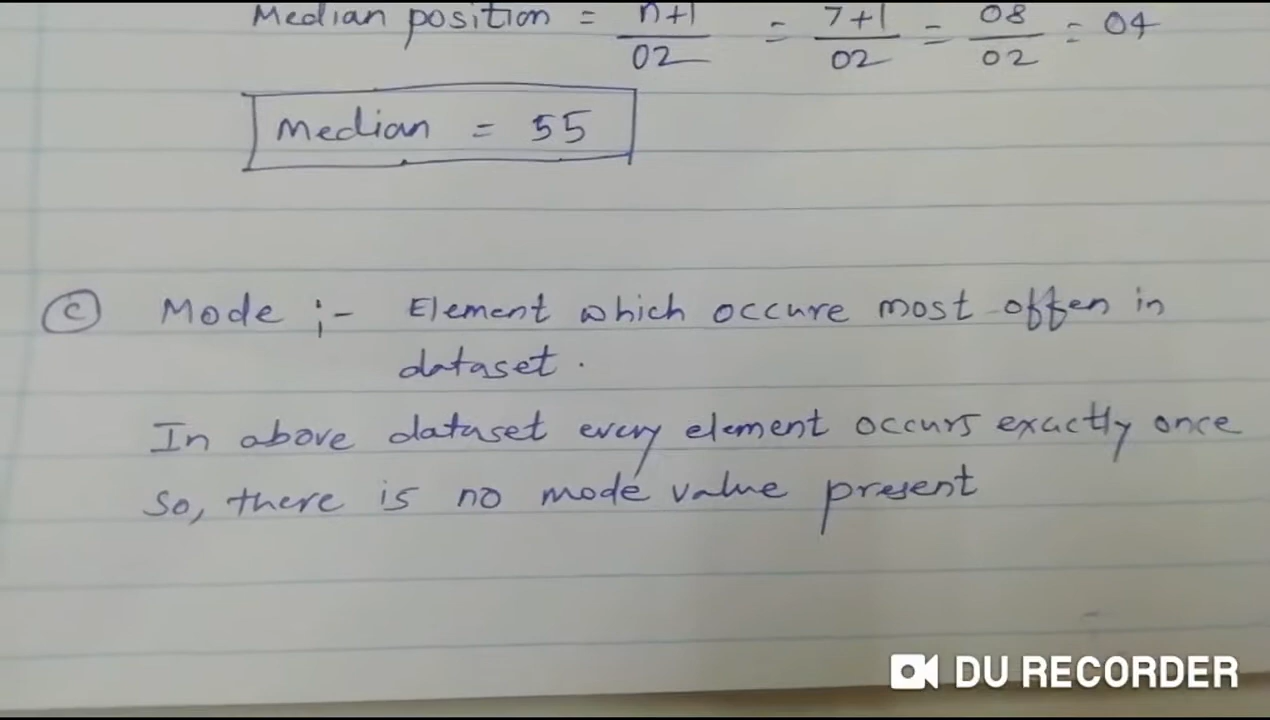 Median position = n+1/02 = 7+1/02 = 08/02 = 04
Median = 55
(c) Mode ;- Element which occure most offen in
dataset.
In above dataset every element occurs exactly once
So, there is no mode value present
DU RECORDER